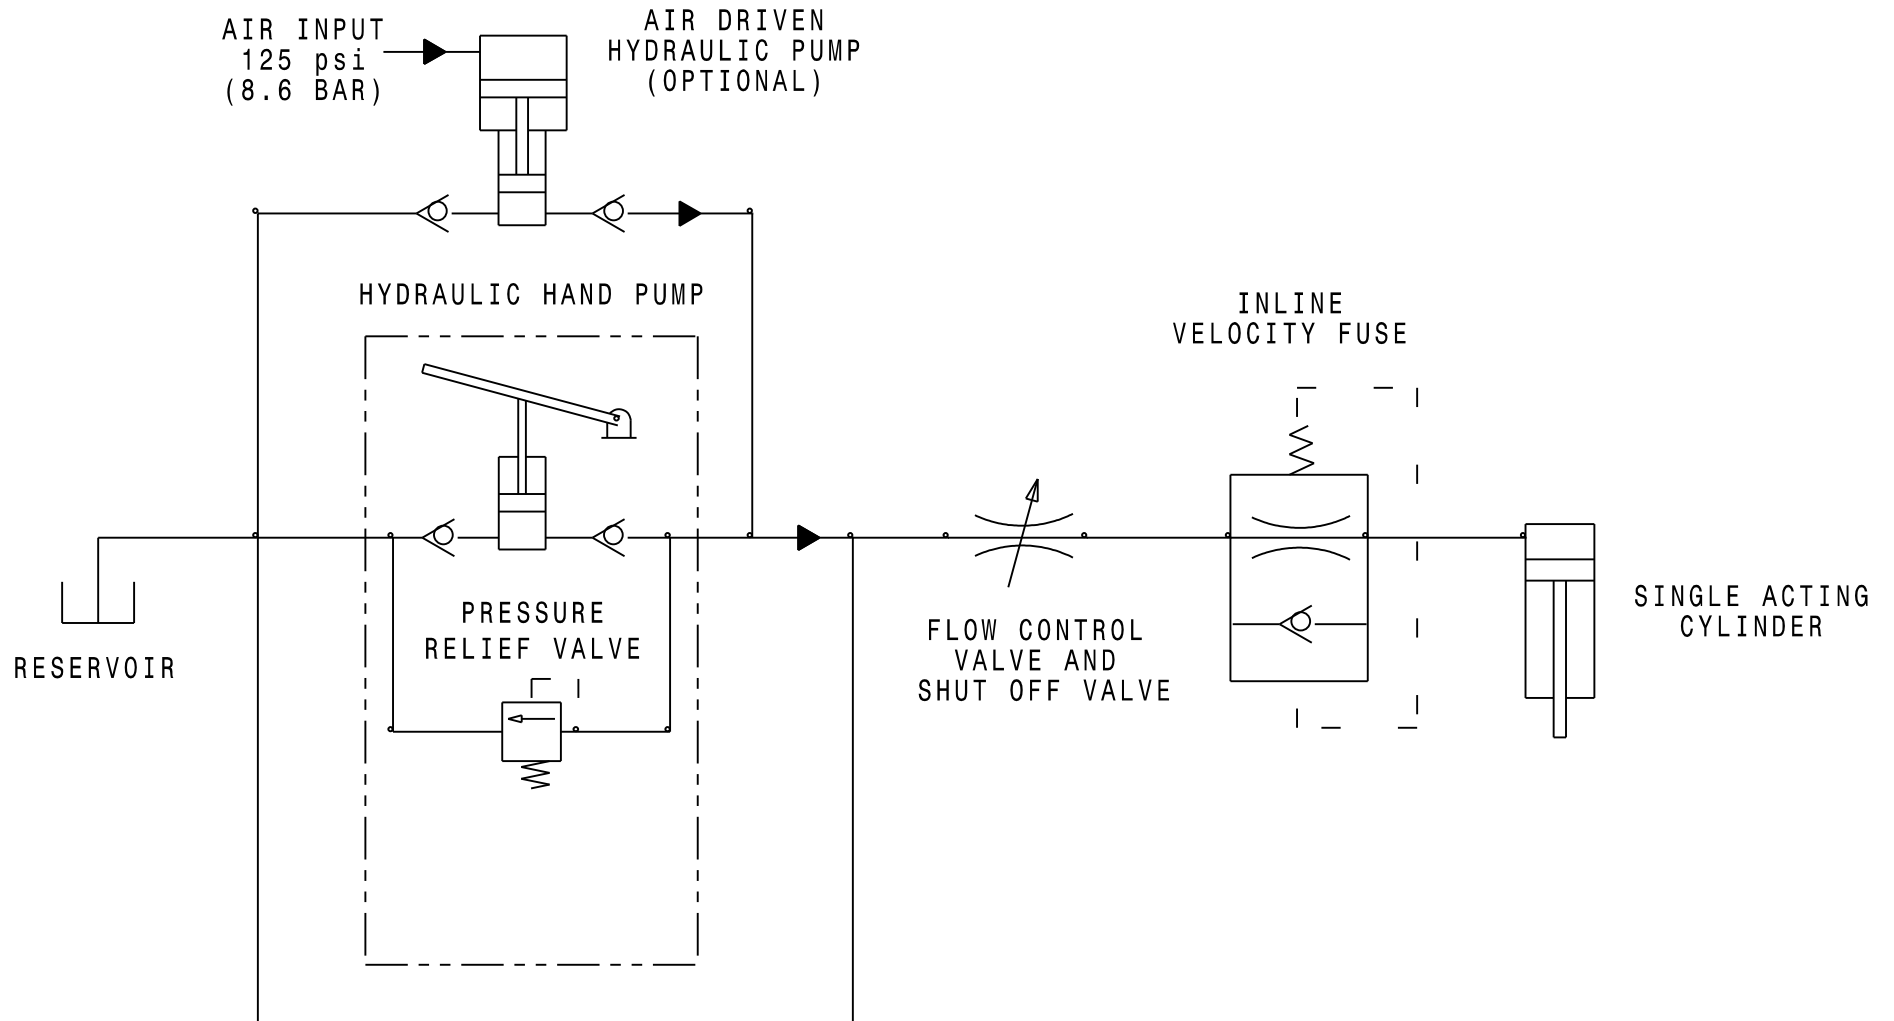 AIR INPUT
125 psi
(8.6 BAR)
AIR DRIVEN
HYDRAULIC PUMP
(OPTIONAL)
HYDRAULIC HAND PUMP
INLINE
VELOCITY FUSE
PRESSURE
RELIEF VALVE
RESERVOIR
FLOW CONTROL
VALVE AND
SHUT OFF VALVE
SINGLE ACTING
CYLINDER